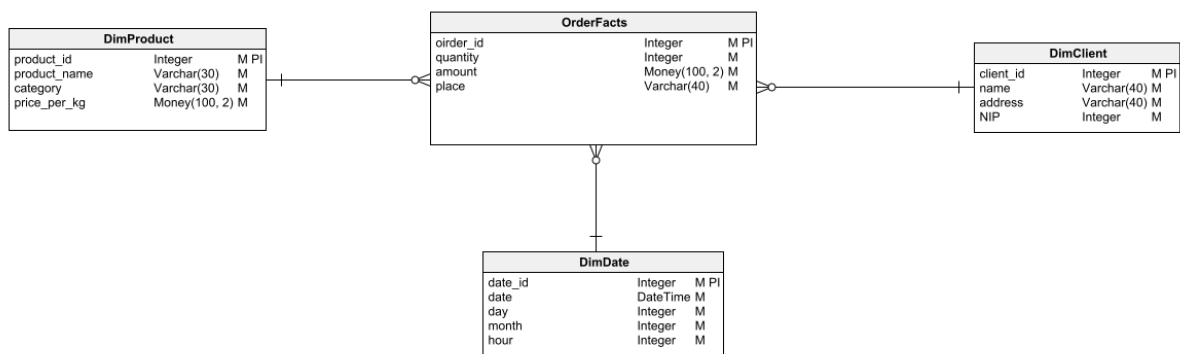 DimProduct
product_id Integer M PI
product_name Varchar(30) M
category Varchar(30) M
price_per_kg Money(100, 2) M
OrderFacts
oirder_id Integer M PI
quantity Integer M
amount Money(100, 2) M
place Varchar(40) M
DimClient
client_id Integer M PI
name Varchar(40) M
address Varchar(40) M
NIP Integer M
DimDate
date_id Integer M PI
date DateTime M
day Integer M
month Integer M
hour Integer M